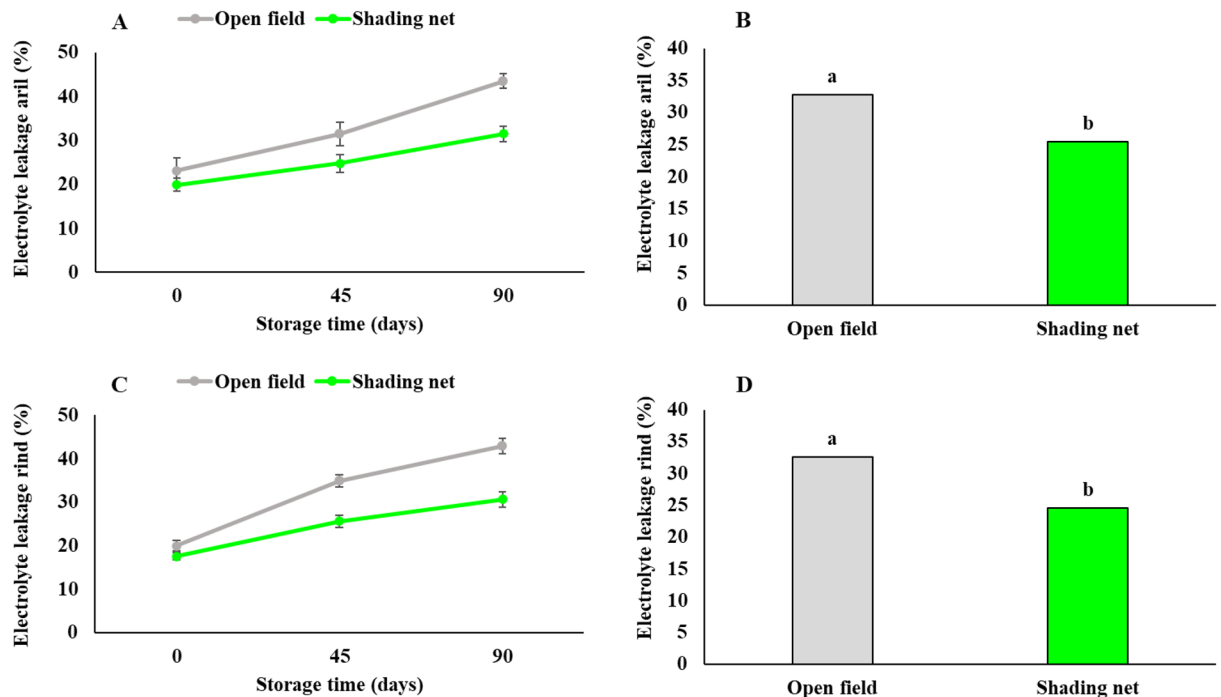 A
Open field
Shading net
Electrolyte leakage aril (%)
50
40
30
20
10
0
0
45
90
Storage time (days)
B
Electrolyte leakage aril (%)
40
35
30
25
20
15
10
5
0
a
b
Open field
Shading net
C
Open field
Shading net
Electrolyte leakage rind (%)
50
40
30
20
10
0
0
45
90
Storage time (days)
D
Electrolyte leakage rind (%)
40
35
30
25
20
15
10
5
0
a
b
Open field
Shading net